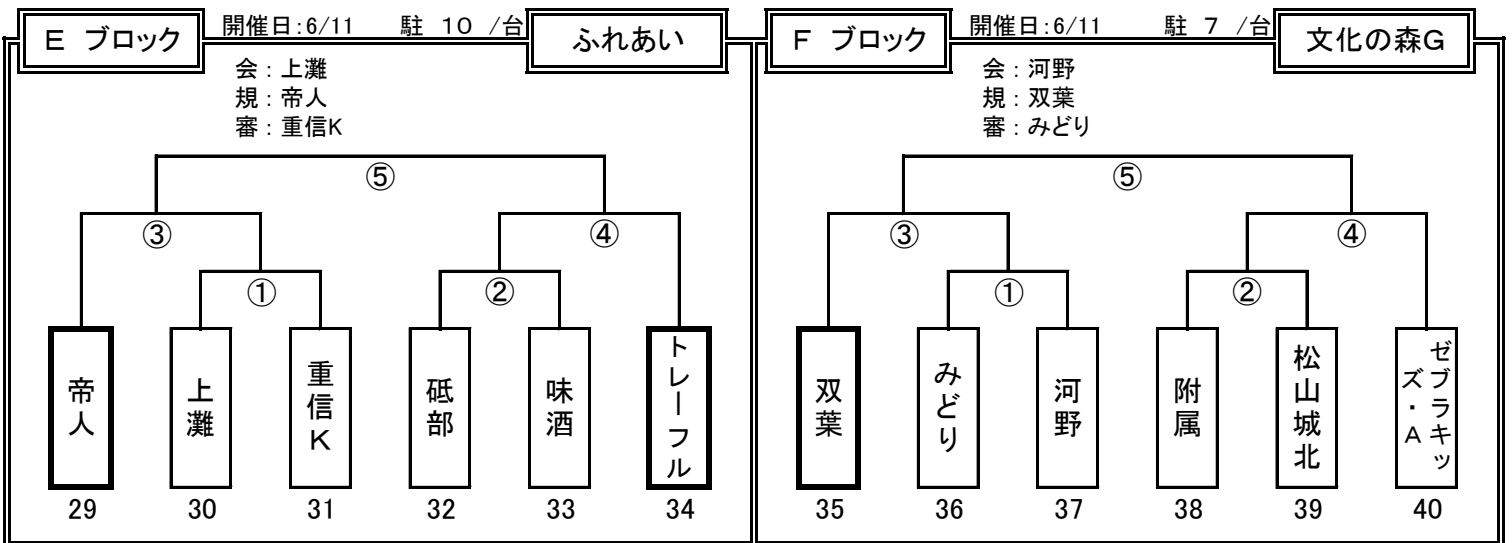 E ブロック
開催日:6/11
駐 10 /台
ふれあい
会:上灘
規:帝人
審:重信K
⑤
③
④
①
②
帝人
上灘
重信K
砥部
味酒
トレーフル
29
30
31
32
33
34
F ブロック
開催日:6/11
駐 7 /台
文化の森G
会:河野
規:双葉
審:みどり
⑤
③
④
①
②
双葉
みどり
河野
附属
松山城北
ゼブラキッ
ズ・A
35
36
37
38
39
40